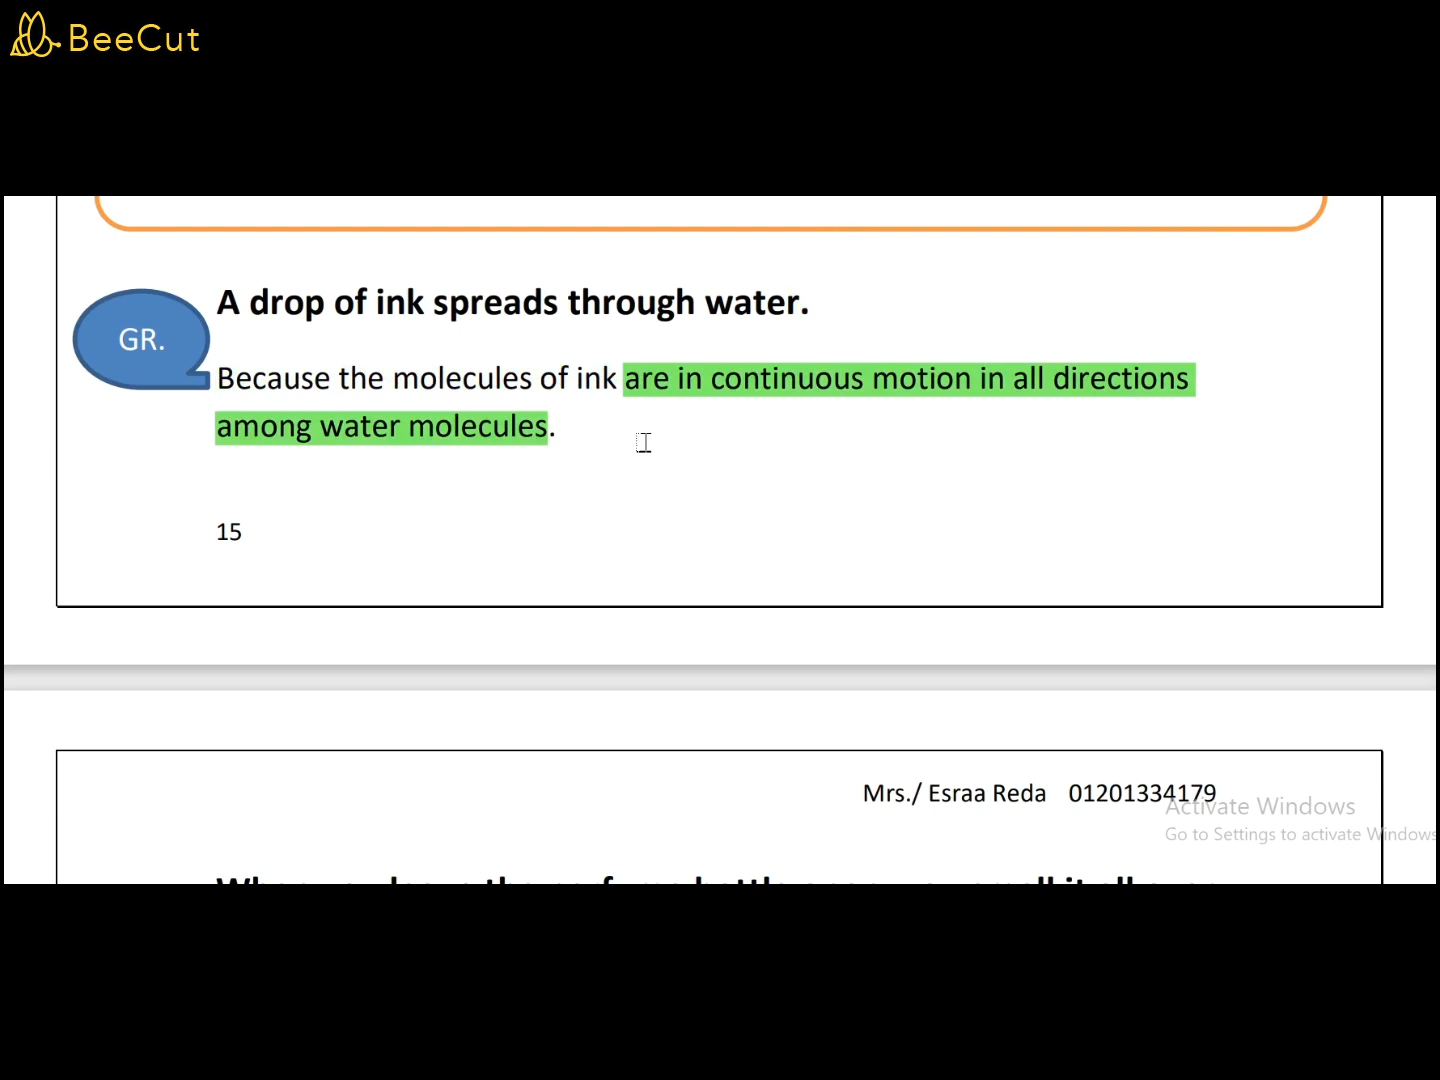 BeeCut
A drop of ink spreads through water.
GR.
Because the molecules of ink are in continuous motion in all directions
among water molecules.
15
Mrs./ Esraa Reda 01201334179
Activate Windows
Go to Settings to activate Windows